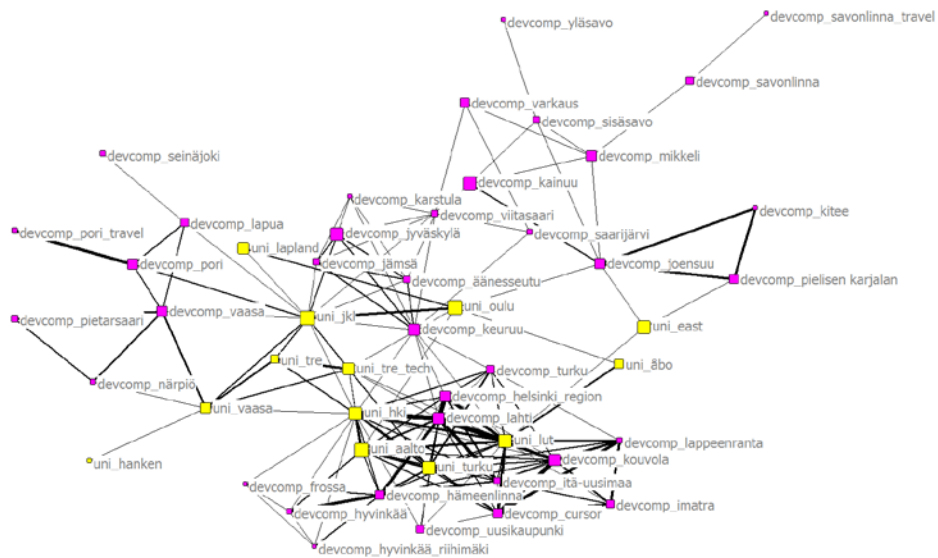 devcomp_savonlinna_travel
devcomp_yläsavo
devcomp_savonlinna
devcomp_varkaus
devcomp_sisäsavo
devcomp_seinäjoki
devcomp_mikkeli
devcomp_kainuu
devcomp_karstula
devcomp_kitee
devcomp_viitasaari
devcomp_lapua
devcomp_pori_travel
devcomp_jyväskylä
devcomp_saarijärvi
uni_lapland
devcomp_jämsä
devcomp_pori
devcomp_joensuu
devcomp_äänesseutu
devcomp_pielisen karjalan
uni_oulu
devcomp_vaasa
devcomp_pietarsaari
uni_jkl
uni_east
devcomp_keuruu
uni_tre
uni_åbo
uni_tre_tech
devcomp_turku
devcomp_närpiö
devcomp_helsinki_region
uni_vaasa
uni_hki
devcomp_lahti
uni_lut
devcomp_lappeenranta
uni_aalto
uni_hanken
devcomp_kouvola
uni_turku
devcomp_itä-uusimaa
devcomp_frossa
devcomp_hämeenlinna
devcomp_imatra
devcomp_hyvinkää
devcomp_cursor
devcomp_uusikaupunki
devcomp_hyvinkää_riihimäki